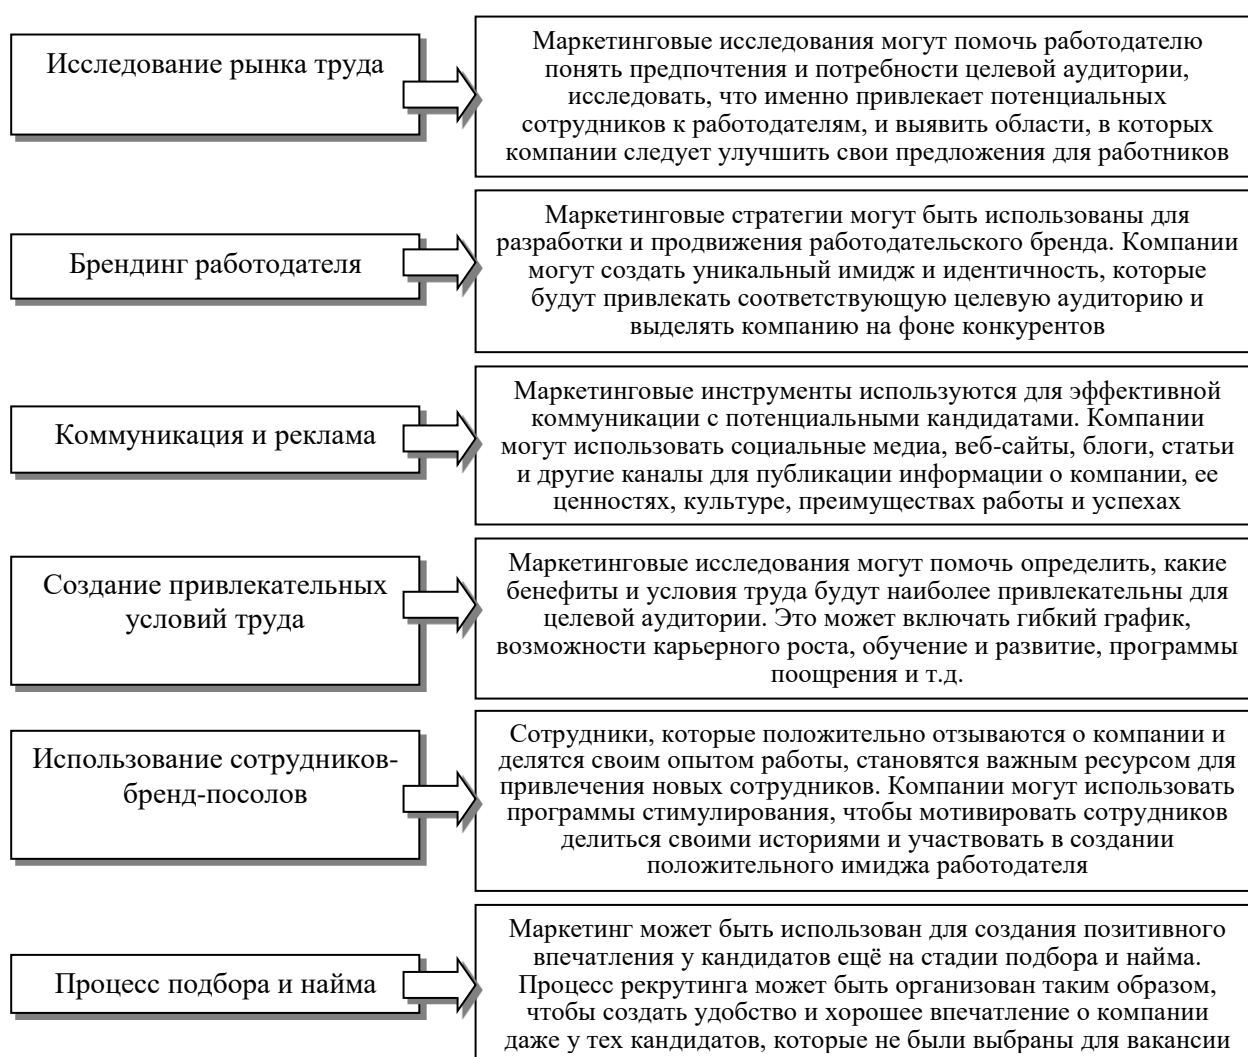 Исследование рынка труда
Маркетинговые исследования могут помочь работодателю
понять предпочтения и потребности целевой аудитории,
исследовать, что именно привлекает потенциальных
сотрудников к работодателям, и выявить области, в которых
компании следует улучшить свои предложения для работников
Брендинг работодателя
Маркетинговые стратегии могут быть использованы для
разработки и продвижения работодательского бренда. Компании
могут создать уникальный имидж и идентичность, которые
будут привлекать соответствующую целевую аудиторию и
выделять компанию на фоне конкурентов
Коммуникация и реклама
Маркетинговые инструменты используются для эффективной
коммуникации с потенциальными кандидатами. Компании
могут использовать социальные медиа, веб-сайты, блоги, статьи
и другие каналы для публикации информации о компании, ее
ценностях, культуре, преимуществах работы и успехах
Создание привлекательных
условий труда
Маркетинговые исследования могут помочь определить, какие
бенефиты и условия труда будут наиболее привлекательны для
целевой аудитории. Это может включать гибкий график,
возможности карьерного роста, обучение и развитие, программы
поощрения и т.д.
Использование сотрудников-
бренд-посолов
Сотрудники, которые положительно отзываются о компании и
делятся своим опытом работы, становятся важным ресурсом для
привлечения новых сотрудников. Компании могут использовать
программы стимулирования, чтобы мотивировать сотрудников
делиться своими историями и участвовать в создании
положительного имиджа работодателя
Процесс подбора и найма
Маркетинг может быть использован для создания позитивного
впечатления у кандидатов ещё на стадии подбора и найма.
Процесс рекрутинга может быть организован таким образом,
чтобы создать удобство и хорошее впечатление о компании
даже у тех кандидатов, которые не были выбраны для вакансии